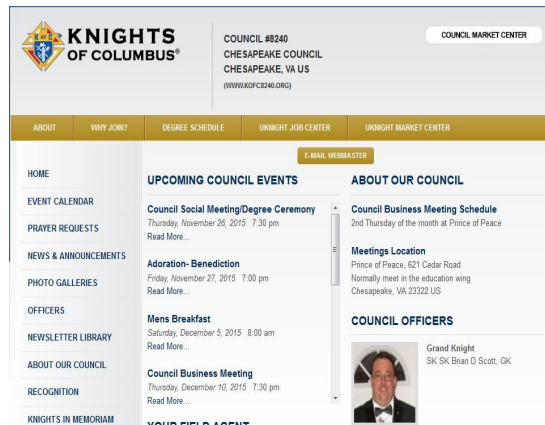 KNIGHTS
OF COLUMBUS®
COUNCIL #8240
CHESAPEAKE COUNCIL
CHESAPEAKE, VA US
(WWW.KOFC8240.ORG)
COUNCIL MARKET CENTER
ABOUT
WHY JOIN?
DEGREE SCHEDULE
UKNIGHT JOB CENTER
UKNIGHT MARKET CENTER
E-MAIL WEBMASTER
HOME
EVENT CALENDAR
PRAYER REQUESTS
NEWS & ANNOUNCEMENTS
PHOTO GALLERIES
OFFICERS
NEWSLETTER LIBRARY
ABOUT OUR COUNCIL
RECOGNITION
KNIGHTS IN MEMORIAM
UPCOMING COUNCIL EVENTS
Council Social Meeting/Degree Ceremony
Thursday, November 26, 2015 7:30 pm
Read More...
Adoration- Benediction
Friday, November 27, 2015 7:00 pm
Read More...
Mens Breakfast
Saturday, December 5, 2015 8:00 am
Read More...
Council Business Meeting
Thursday, December 10, 2015 7:30 pm
Read More...
YOUR FIELD AGENT
ABOUT OUR COUNCIL
Council Business Meeting Schedule
2nd Thursday of the month at Prince of Peace
Meetings Location
Prince of Peace, 621 Cedar Road
Normally meet in the education wing
Chesapeake, VA 23322 US
COUNCIL OFFICERS
Grand Knight
SK SK Brian D Scott, GK